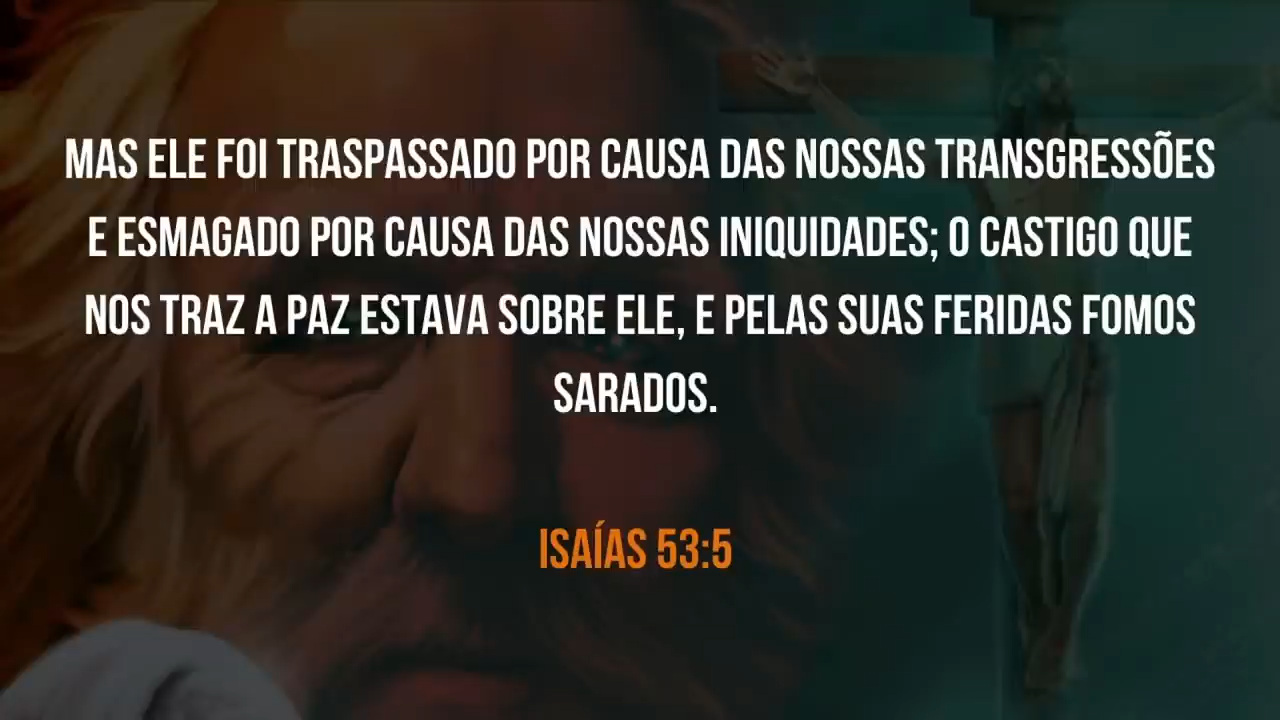 MAS ELE FOI TRASPASSADO POR CAUSA DAS NOSSAS TRANSGRESSÕES
E ESMAGADO POR CAUSA DAS NOSSAS INIQUIDADES; O CASTIGO QUE
NOS TRAZ A PAZ ESTAVA SOBRE ELE, E PELAS SUAS FERIDAS FOMOS
SARADOS.
ISAÍAS 53:5